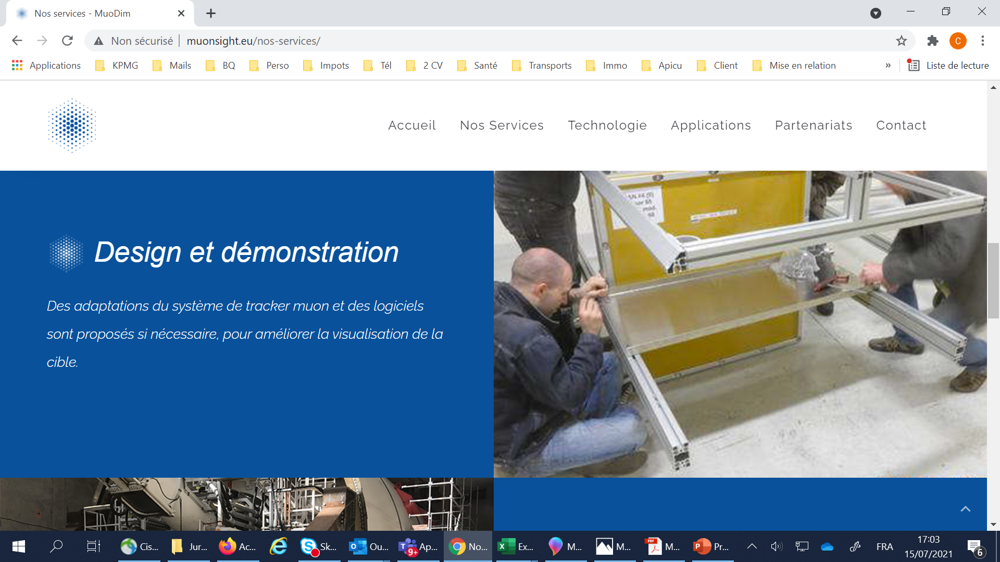 Nos services - MuoDim
Non sécurisé
muonsight.eu/nos-services/
C
Applications
KPMG
Mails
BQ
Perso
Impots
Tél
2 CV
Santé
Transports
Immo
Apicu
Client
Mise en relation
»
Liste de lecture
Accueil
Nos Services
Technologie
Applications
Partenariats
Contact
Design et démonstration
Des adaptations du système de tracker muon et des logiciels
sont proposés si nécessaire, pour améliorer la visualisation de la
cible.
Cis...
Jur...
Ac...
Sk...
Ou...
9+
Ap...
No...
Ex...
M...
M...
PDF
M...
Pr...
FRA
17:03
15/07/2021
6